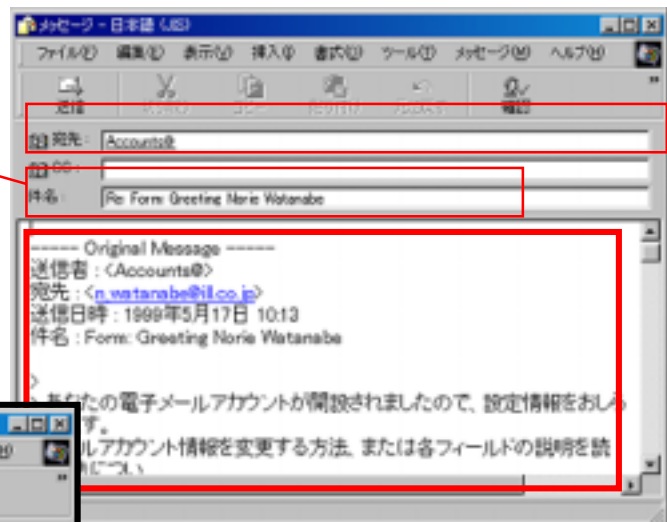 メッセージ - 日本語 (JIS)
ファイル(F) 編集(E) 表示(V) 挿入(I) 書式(O) ツール(T) メッセージ(M) ヘルプ(H)
送信 コピー 確認
宛先: Accounts@
CC:
件名: Re: Form: Greeting Norie Watanabe
----- Original Message -----
送信者 : <Accounts@>
宛先 : <n.watanabe@ill.co.jp>
送信日時 : 1999年5月17日 10:13
件名 : Form: Greeting Norie Watanabe
>
> あなたの電子メールアカウントが開設されましたので、設定情報をおしら
す。
ルアカウント情報を変更する方法、または各フィールドの説明を読